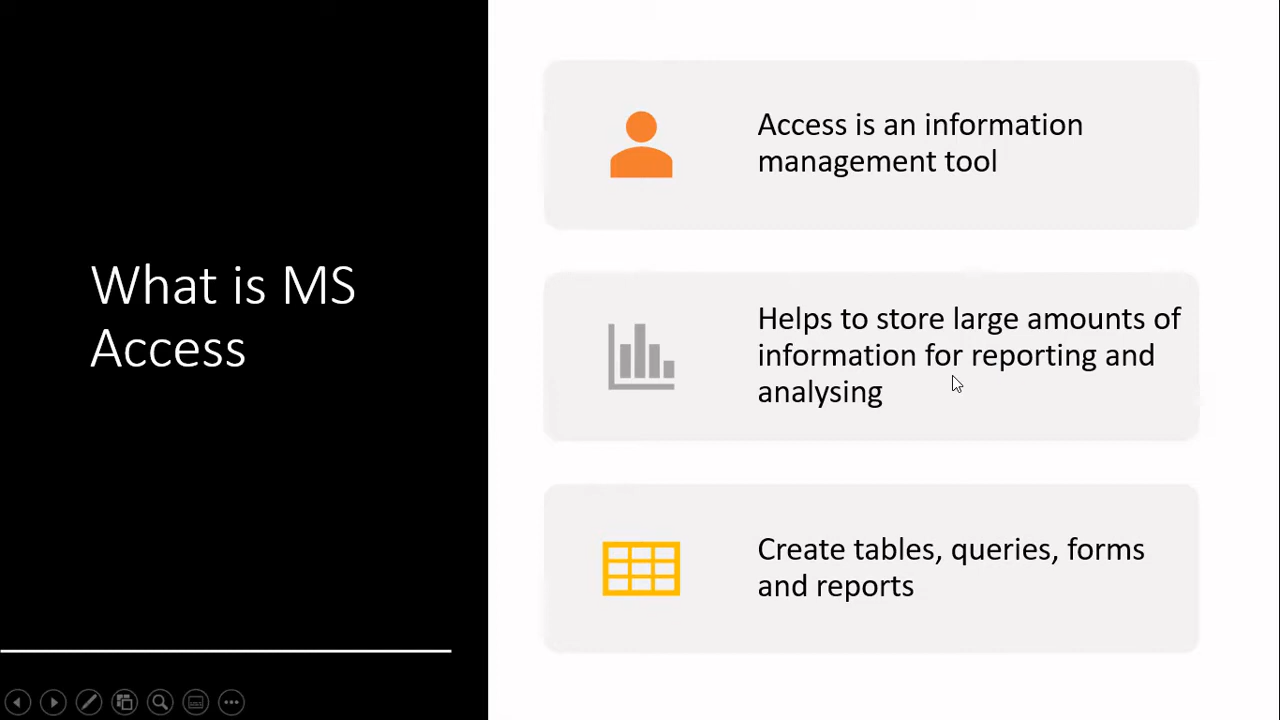 What is MS
Access
Access is an information
management tool
Helps to store large amounts of
information for reporting and
analysing
Create tables, queries, forms
and reports